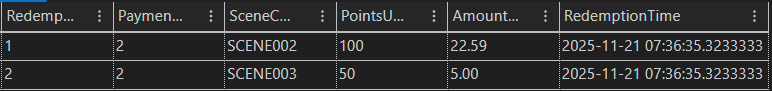 Redemp... Paymen... SceneC... PointsU... Amount... RedemptionTime
1 2 SCENE002 100 22.59 2025-11-21 07:36:35.3233333
2 2 SCENE003 50 5.00 2025-11-21 07:36:35.3233333